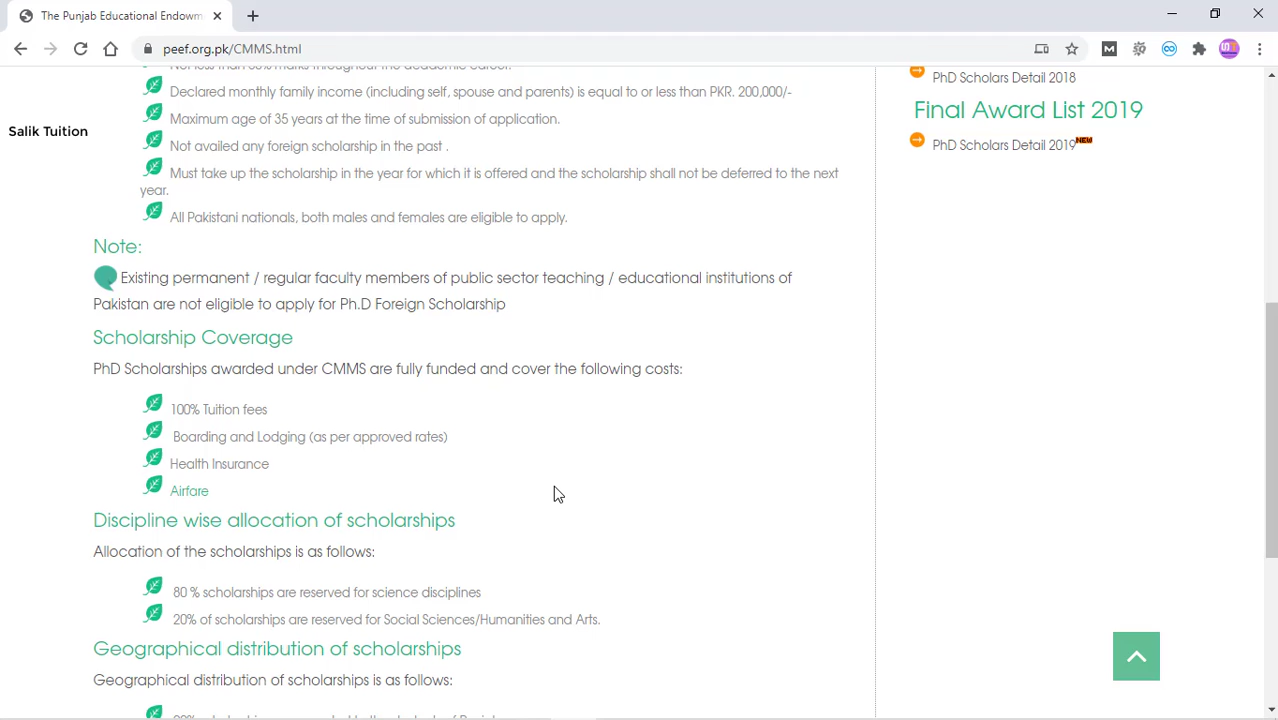 The Punjab Educational Endowm
peef.org.pk/CMMS.html
Not less than 60% marks throughout the academic career.
Declared monthly family income (including self, spouse and parents) is equal to or less than PKR. 200,000/-
Salik Tuition
Maximum age of 35 years at the time of submission of application.
Not availed any foreign scholarship in the past .
Must take up the scholarship in the year for which it is offered and the scholarship shall not be deferred to the next
year.
All Pakistani nationals, both males and females are eligible to apply.
Note:
Existing permanent / regular faculty members of public sector teaching / educational institutions of
Pakistan are not eligible to apply for Ph.D Foreign Scholarship
Scholarship Coverage
PhD Scholarships awarded under CMMS are fully funded and cover the following costs:
100% Tuition fees
Boarding and Lodging (as per approved rates)
Health Insurance
Airfare
Discipline wise allocation of scholarships
Allocation of the scholarships is as follows:
80 % scholarships are reserved for science disciplines
20% of scholarships are reserved for Social Sciences/Humanities and Arts.
Geographical distribution of scholarships
Geographical distribution of scholarships is as follows:
PhD Scholars Detail 2018
Final Award List 2019
PhD Scholars Detail 2019 NEW